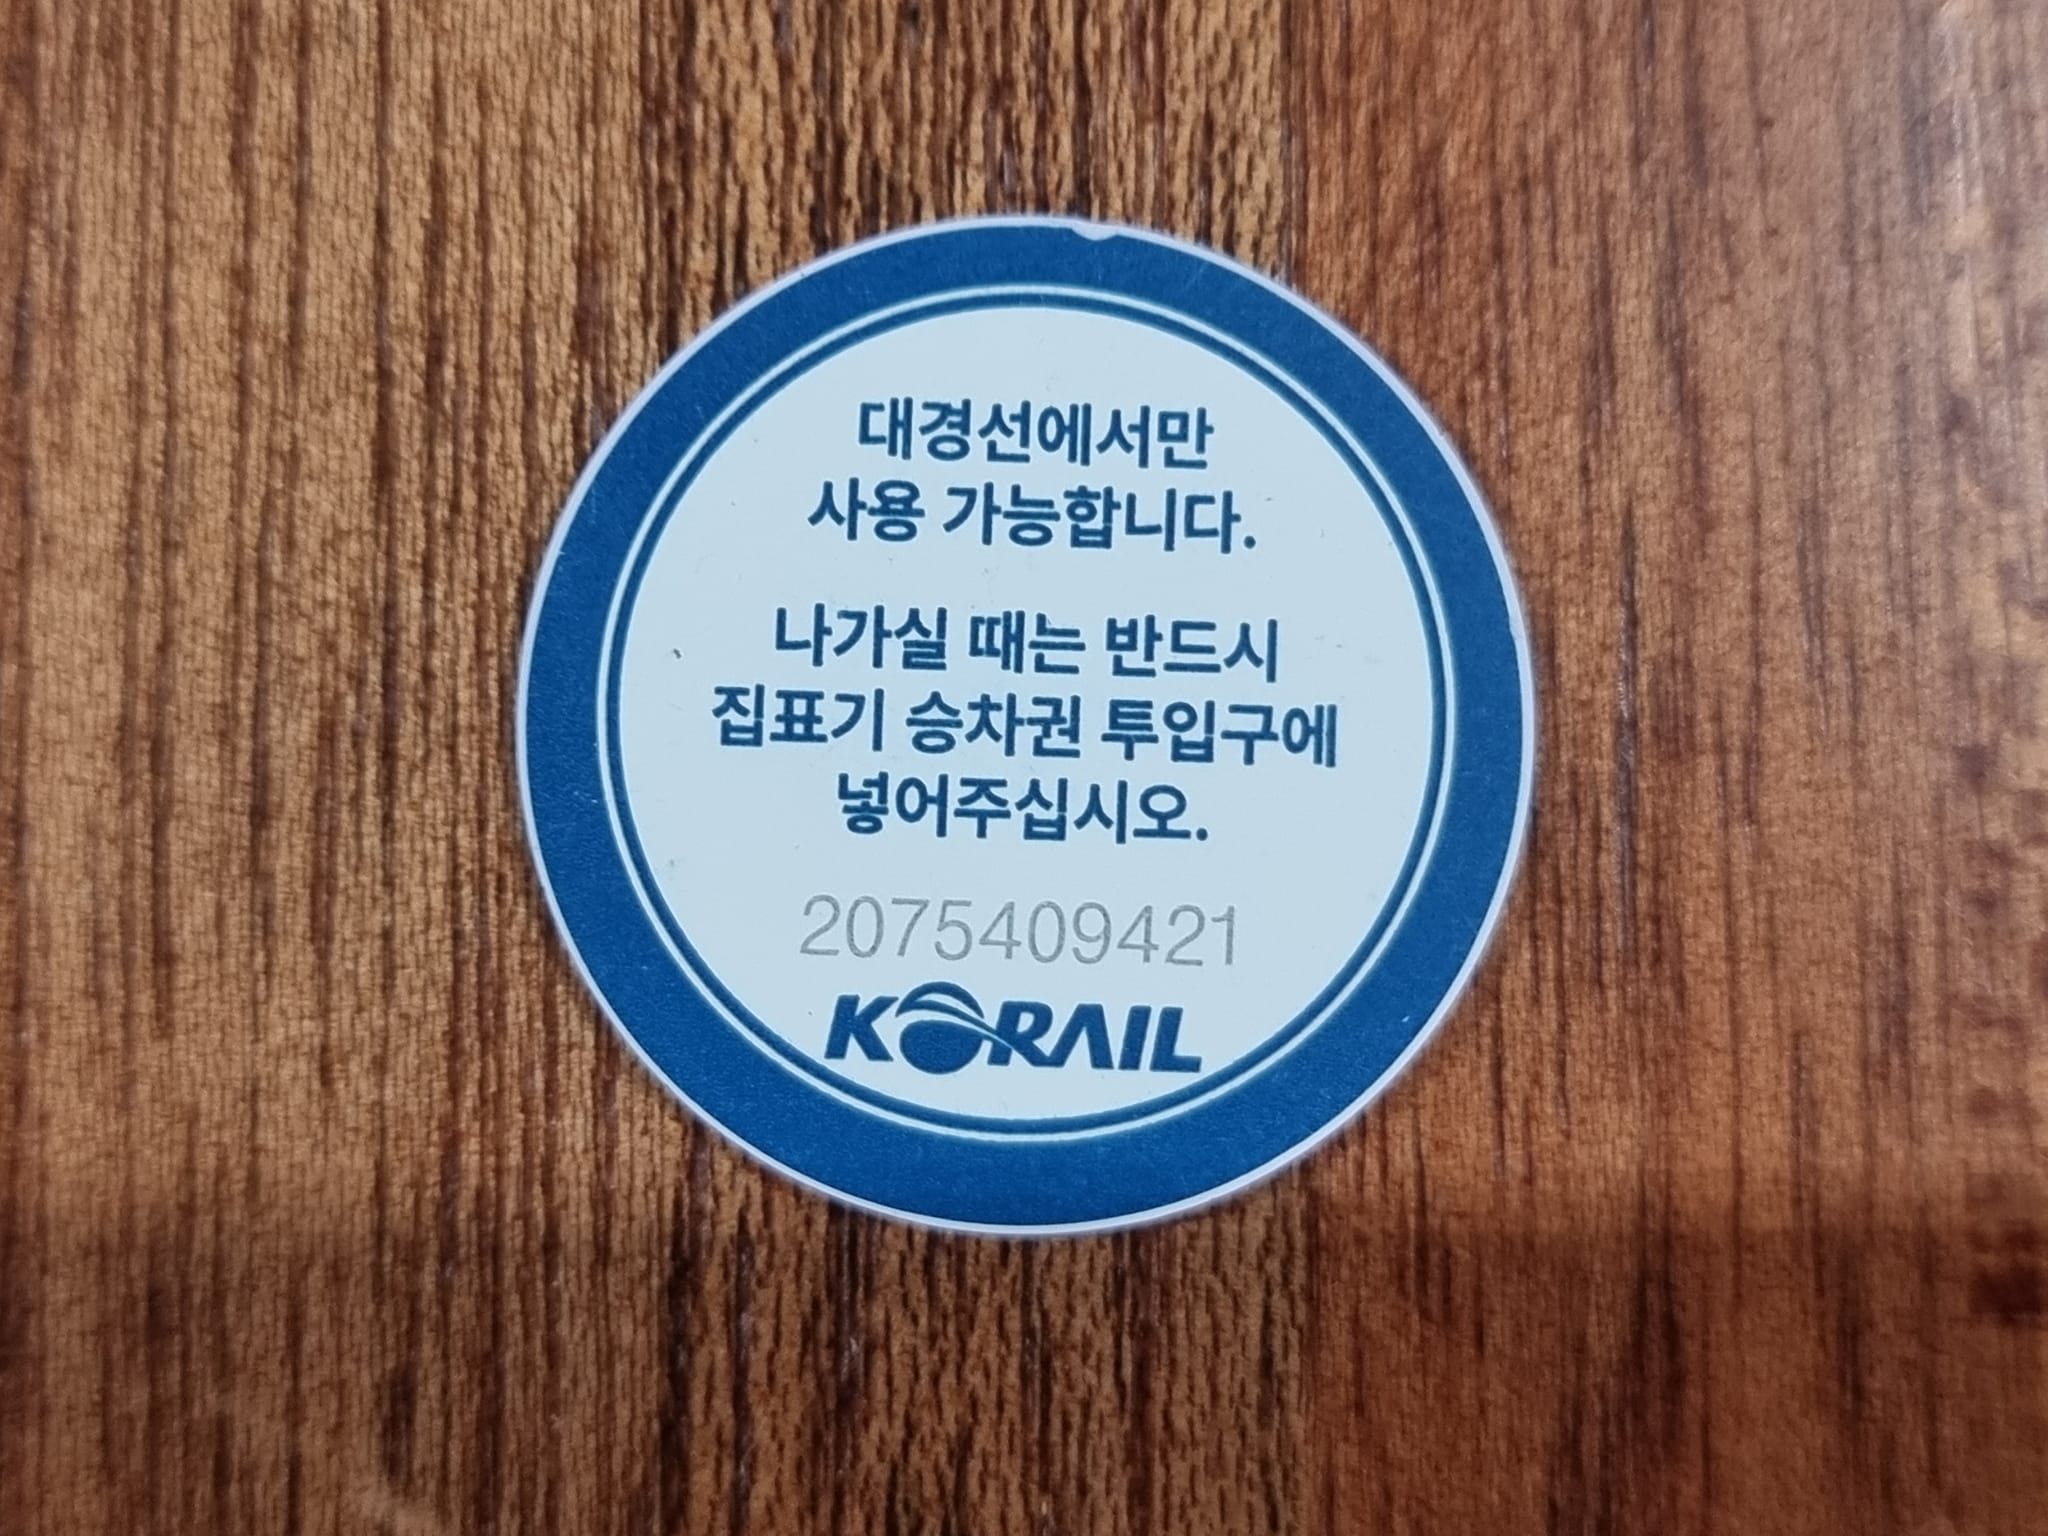 대경선에서만
사용 가능합니다.
나가실 때는 반드시
집표기 승차권 투입구에
넣어주십시오.
2075409421
KORAIL